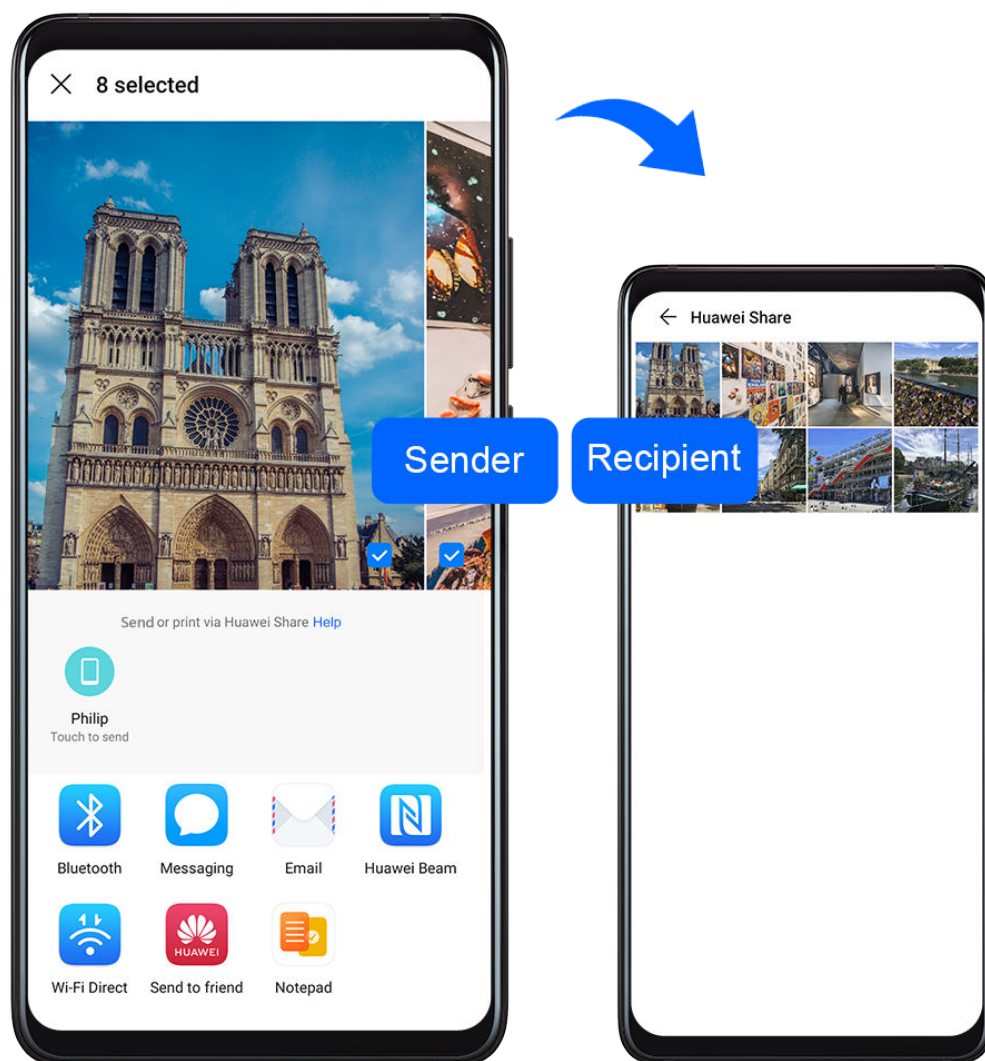 8 selected
Sender
Recipient
Huawei Share
Send or print via Huawei Share Help
Philip
Touch to send
Bluetooth
Messaging
Email
Huawei Beam
HUAWEI
Wi-Fi Direct
Send to friend
Notepad